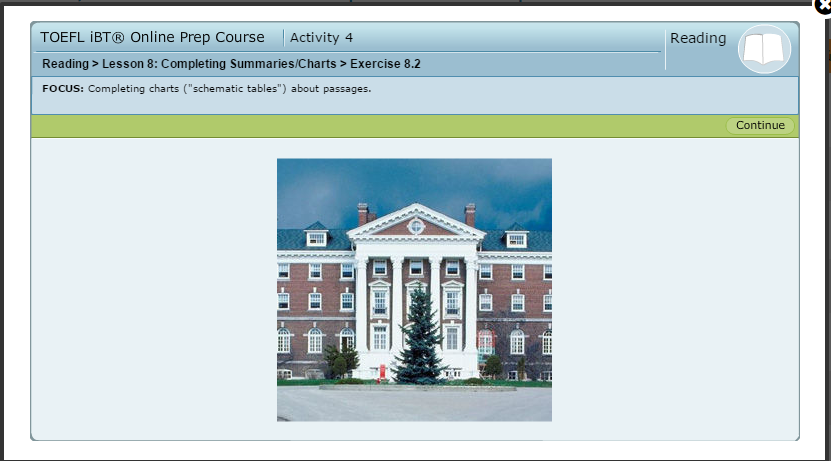 TOEFL iBT® Online Prep Course | Activity 4
Reading
Reading > Lesson 8: Completing Summaries/Charts > Exercise 8.2
FOCUS: Completing charts ("schematic tables") about passages.
Continue